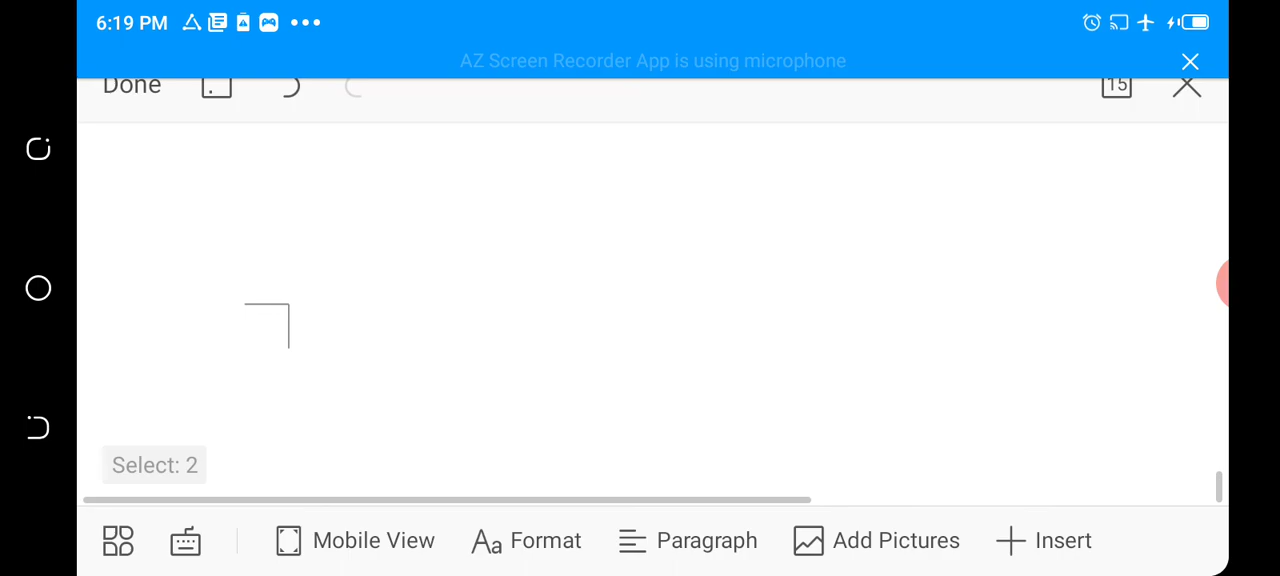 6:19 PM
AZ Screen Recorder App is using microphone
Done
15
Select: 2
Mobile View Aa Format Paragraph Add Pictures Insert